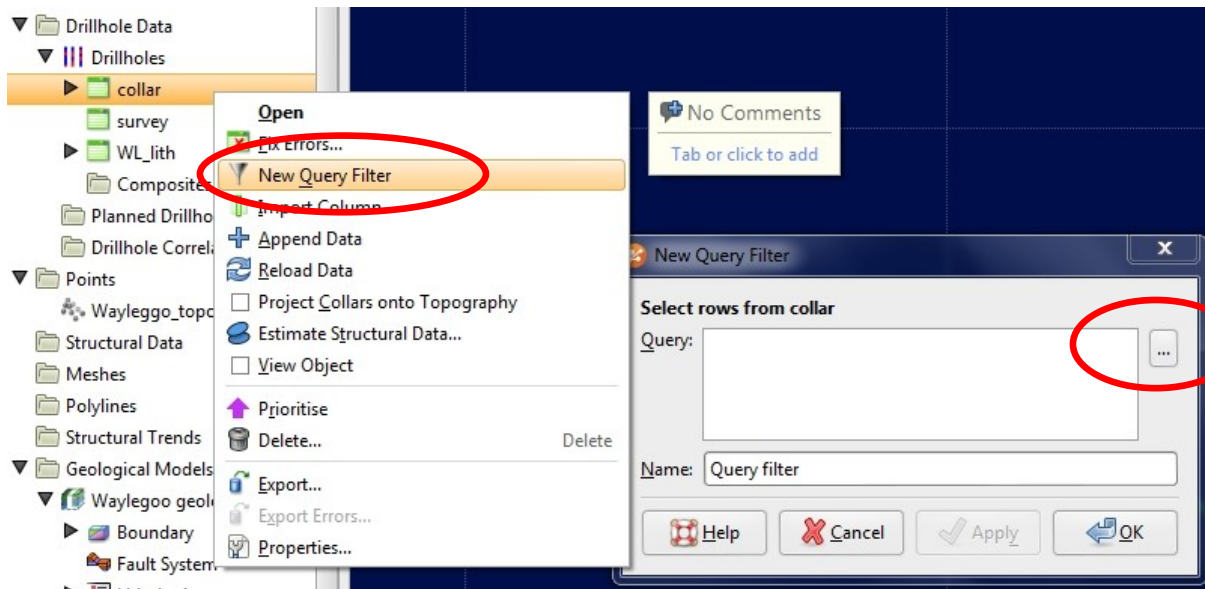 Drillhole Data
Drillholes
collar
survey
WL_lith
Composites
Planned Drillho
Drillhole Correl
Points
Wayleggo_topo
Structural Data
Meshes
Polylines
Structural Trends
Geological Models
Waylegoo geol
Boundary
Fault System
Open
Fix Errors...
New Query Filter
Import Column
Append Data
Reload Data
Project Collars onto Topography
Estimate Structural Data...
View Object
Prioritise
Delete... Delete
Export...
Export Errors...
Properties...
No Comments
Tab or click to add
New Query Filter
x
Select rows from collar
Query:
...
Name: Query filter
Help Cancel Apply OK